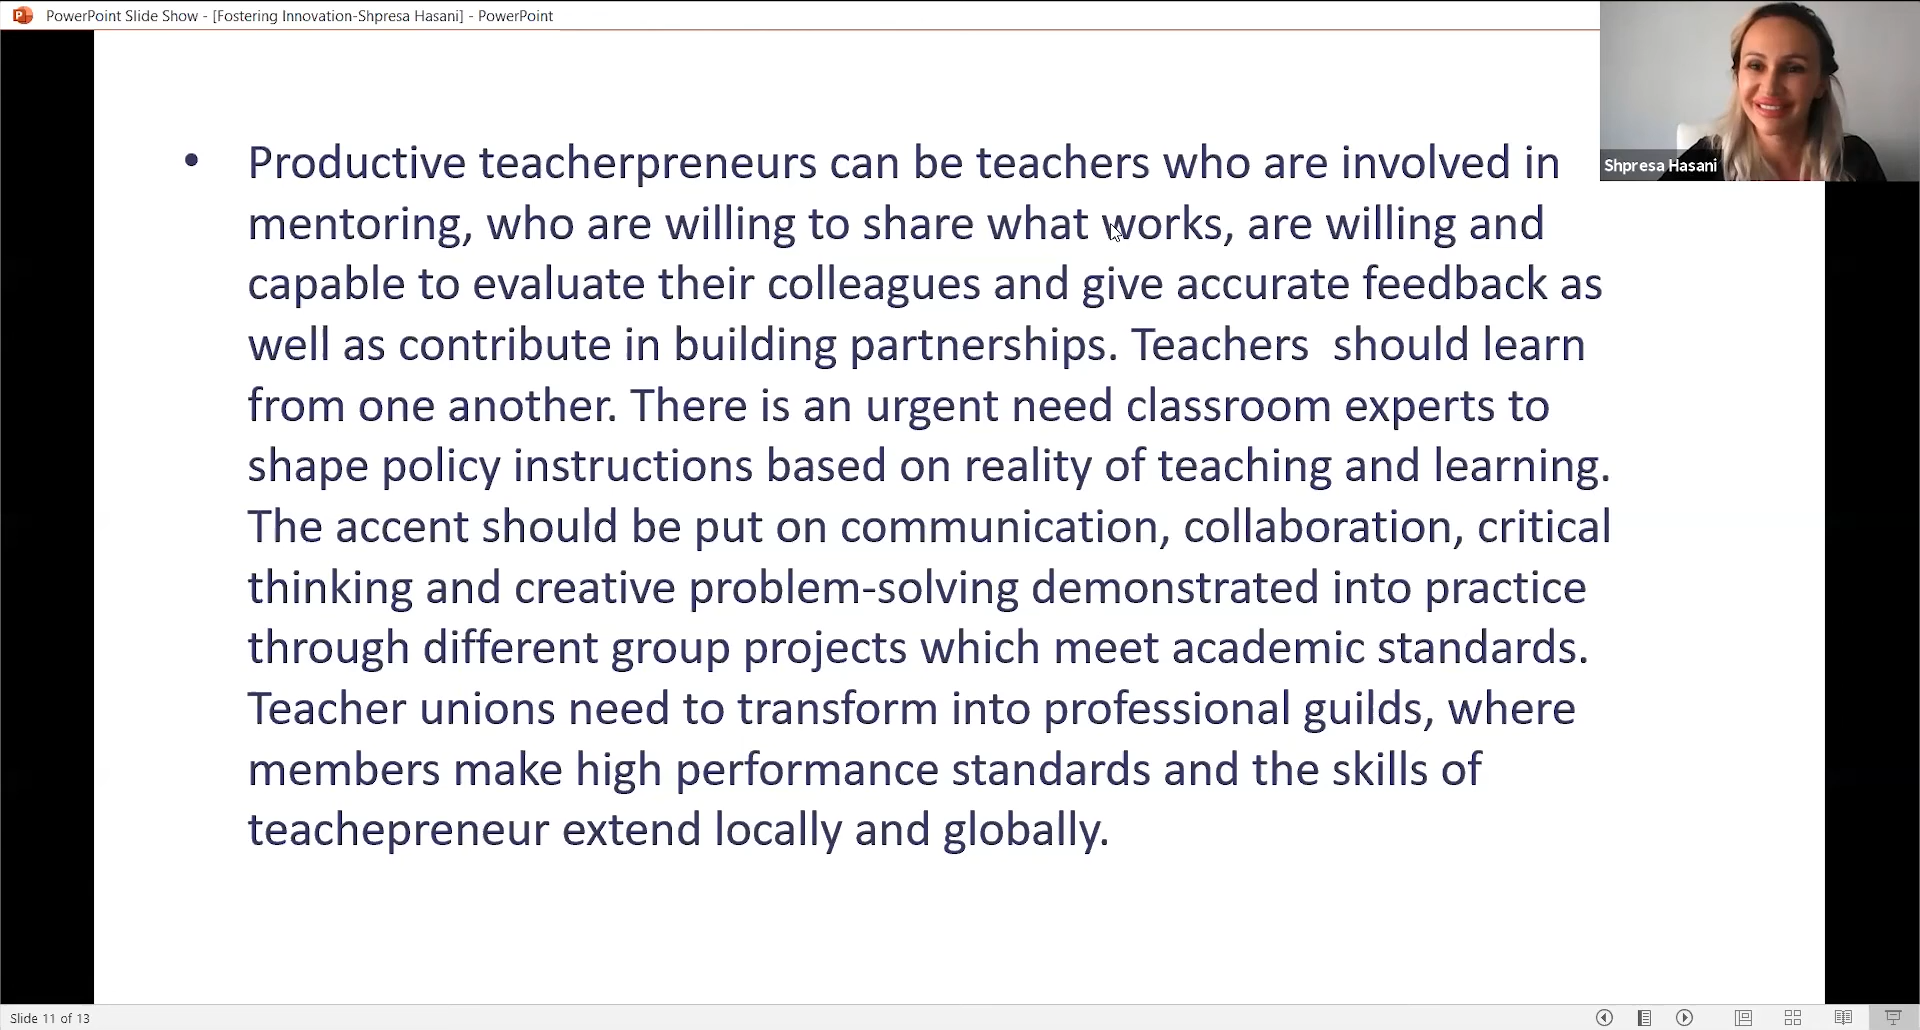 PowerPoint Slide Show - [Fostering Innovation-Shpresa Hasani] - PowerPoint
Shpresa Hasani
• Productive teacherpreneurs can be teachers who are involved in
mentoring, who are willing to share what works, are willing and
capable to evaluate their colleagues and give accurate feedback as
well as contribute in building partnerships. Teachers  should learn
from one another. There is an urgent need classroom experts to
shape policy instructions based on reality of teaching and learning.
The accent should be put on communication, collaboration, critical
thinking and creative problem-solving demonstrated into practice
through different group projects which meet academic standards.
Teacher unions need to transform into professional guilds, where
members make high performance standards and the skills of
teachepreneur extend locally and globally.
Slide 11 of 13